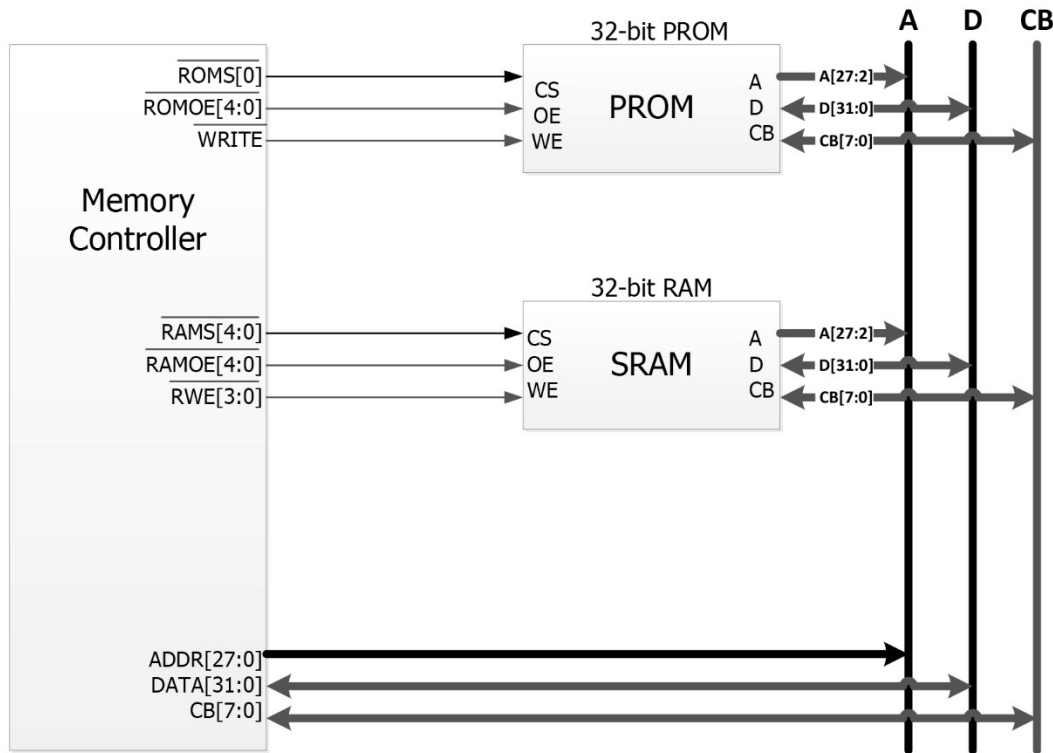 A D CB
32-bit PROM
ROMS[0]
ROMOE[4:0]
WRITE
CS
OE
WE
PROM
A
D
CB
A[27:2]
D[31:0]
CB[7:0]
Memory
Controller
32-bit RAM
RAMS[4:0]
RAMOE[4:0]
RWE[3:0]
CS
OE
WE
SRAM
A
D
CB
A[27:2]
D[31:0]
CB[7:0]
ADDR[27:0]
DATA[31:0]
CB[7:0]